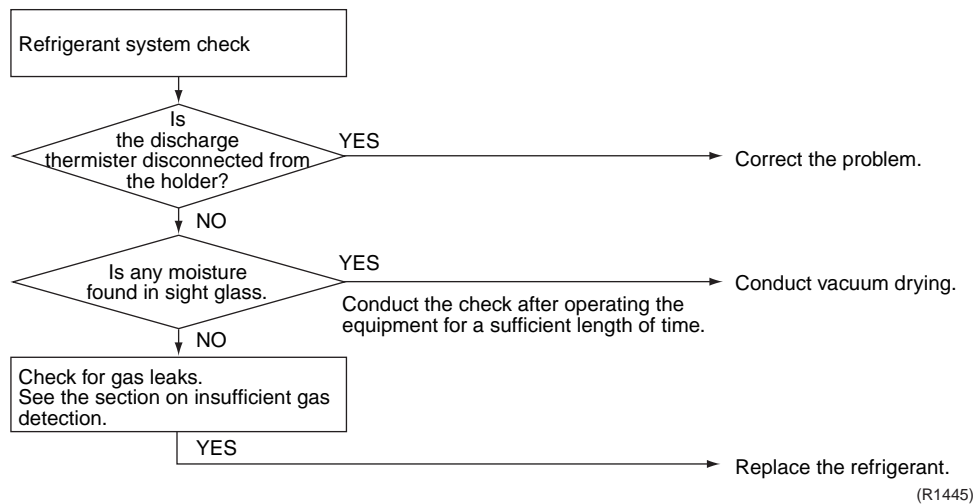 Refrigerant system check
Is
the discharge
thermister disconnected from
the holder?
YES
Correct the problem.
NO
Is any moisture
found in sight glass.
YES
Conduct the check after operating the
equipment for a sufficient length of time.
Conduct vacuum drying.
NO
Check for gas leaks.
See the section on insufficient gas
detection.
YES
Replace the refrigerant.
(R1445)